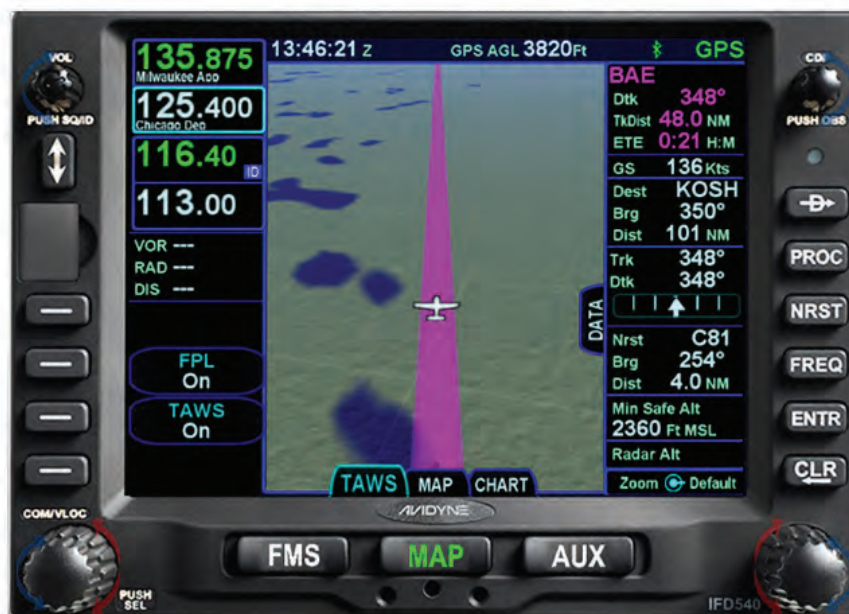 VOL
PUSH SQ/ID
135.875
Milwaukee App
125.400
Chicago Dep
116.40
ID
113.00
VOR ---
RAD ---
DIS ---
FPL
On
TAWS
On
13:46:21 Z
GPS AGL 3820Ft
GPS
BAE
Dtk 348°
TkDist 48.0 NM
ETE 0:21 H:M
GS 136 Kts
Dest KOSH
Brg 350°
Dist 101 NM
Trk 348°
Dtk 348°
DATA
Nrst C81
Brg 254°
Dist 4.0 NM
Min Safe Alt
2360 Ft MSL
Radar Alt
Zoom Default
TAWS MAP CHART
CDI
PUSH OBS
D
PROC
NRST
FREQ
ENTR
CLR
AVIDYNE
COM/VLOC
PUSH
SEL
FMS MAP AUX
IFD540